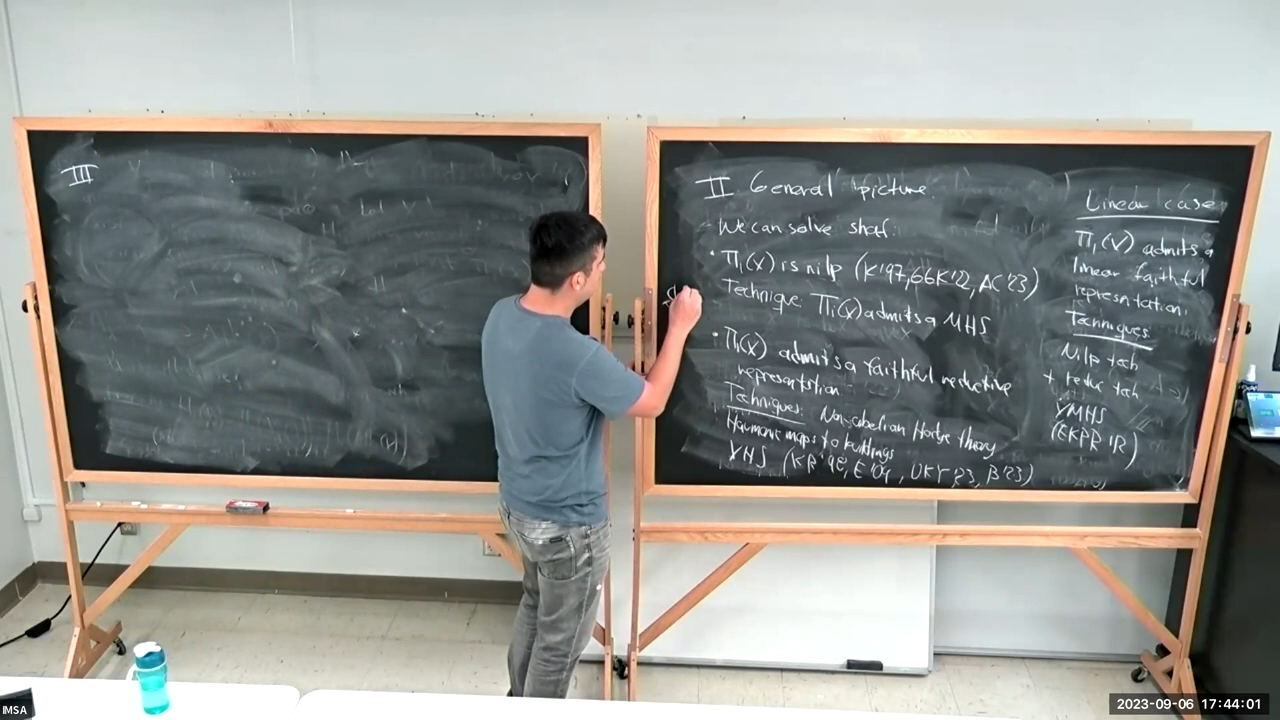 III
II General picture.
We can solve shaf:
• Π₁(X) is nilp (K'97, GGK'22, AC'23)
Technique: Π₁(X) admits a MHS
• Π₁(X) admits a faithful reductive
representation
Techniques: Non-abelian Hodge theory
Harmonic maps to buildings
VHS (KR'98, E'04, DKY'23, B'23)
Linear case
Π₁(X) admits a
linear faithful
representation.
Techniques:
Nilp tech
+ reduc tech
VMHS
(EKPR'12)
IMSA
2023-09-06 17:44:01